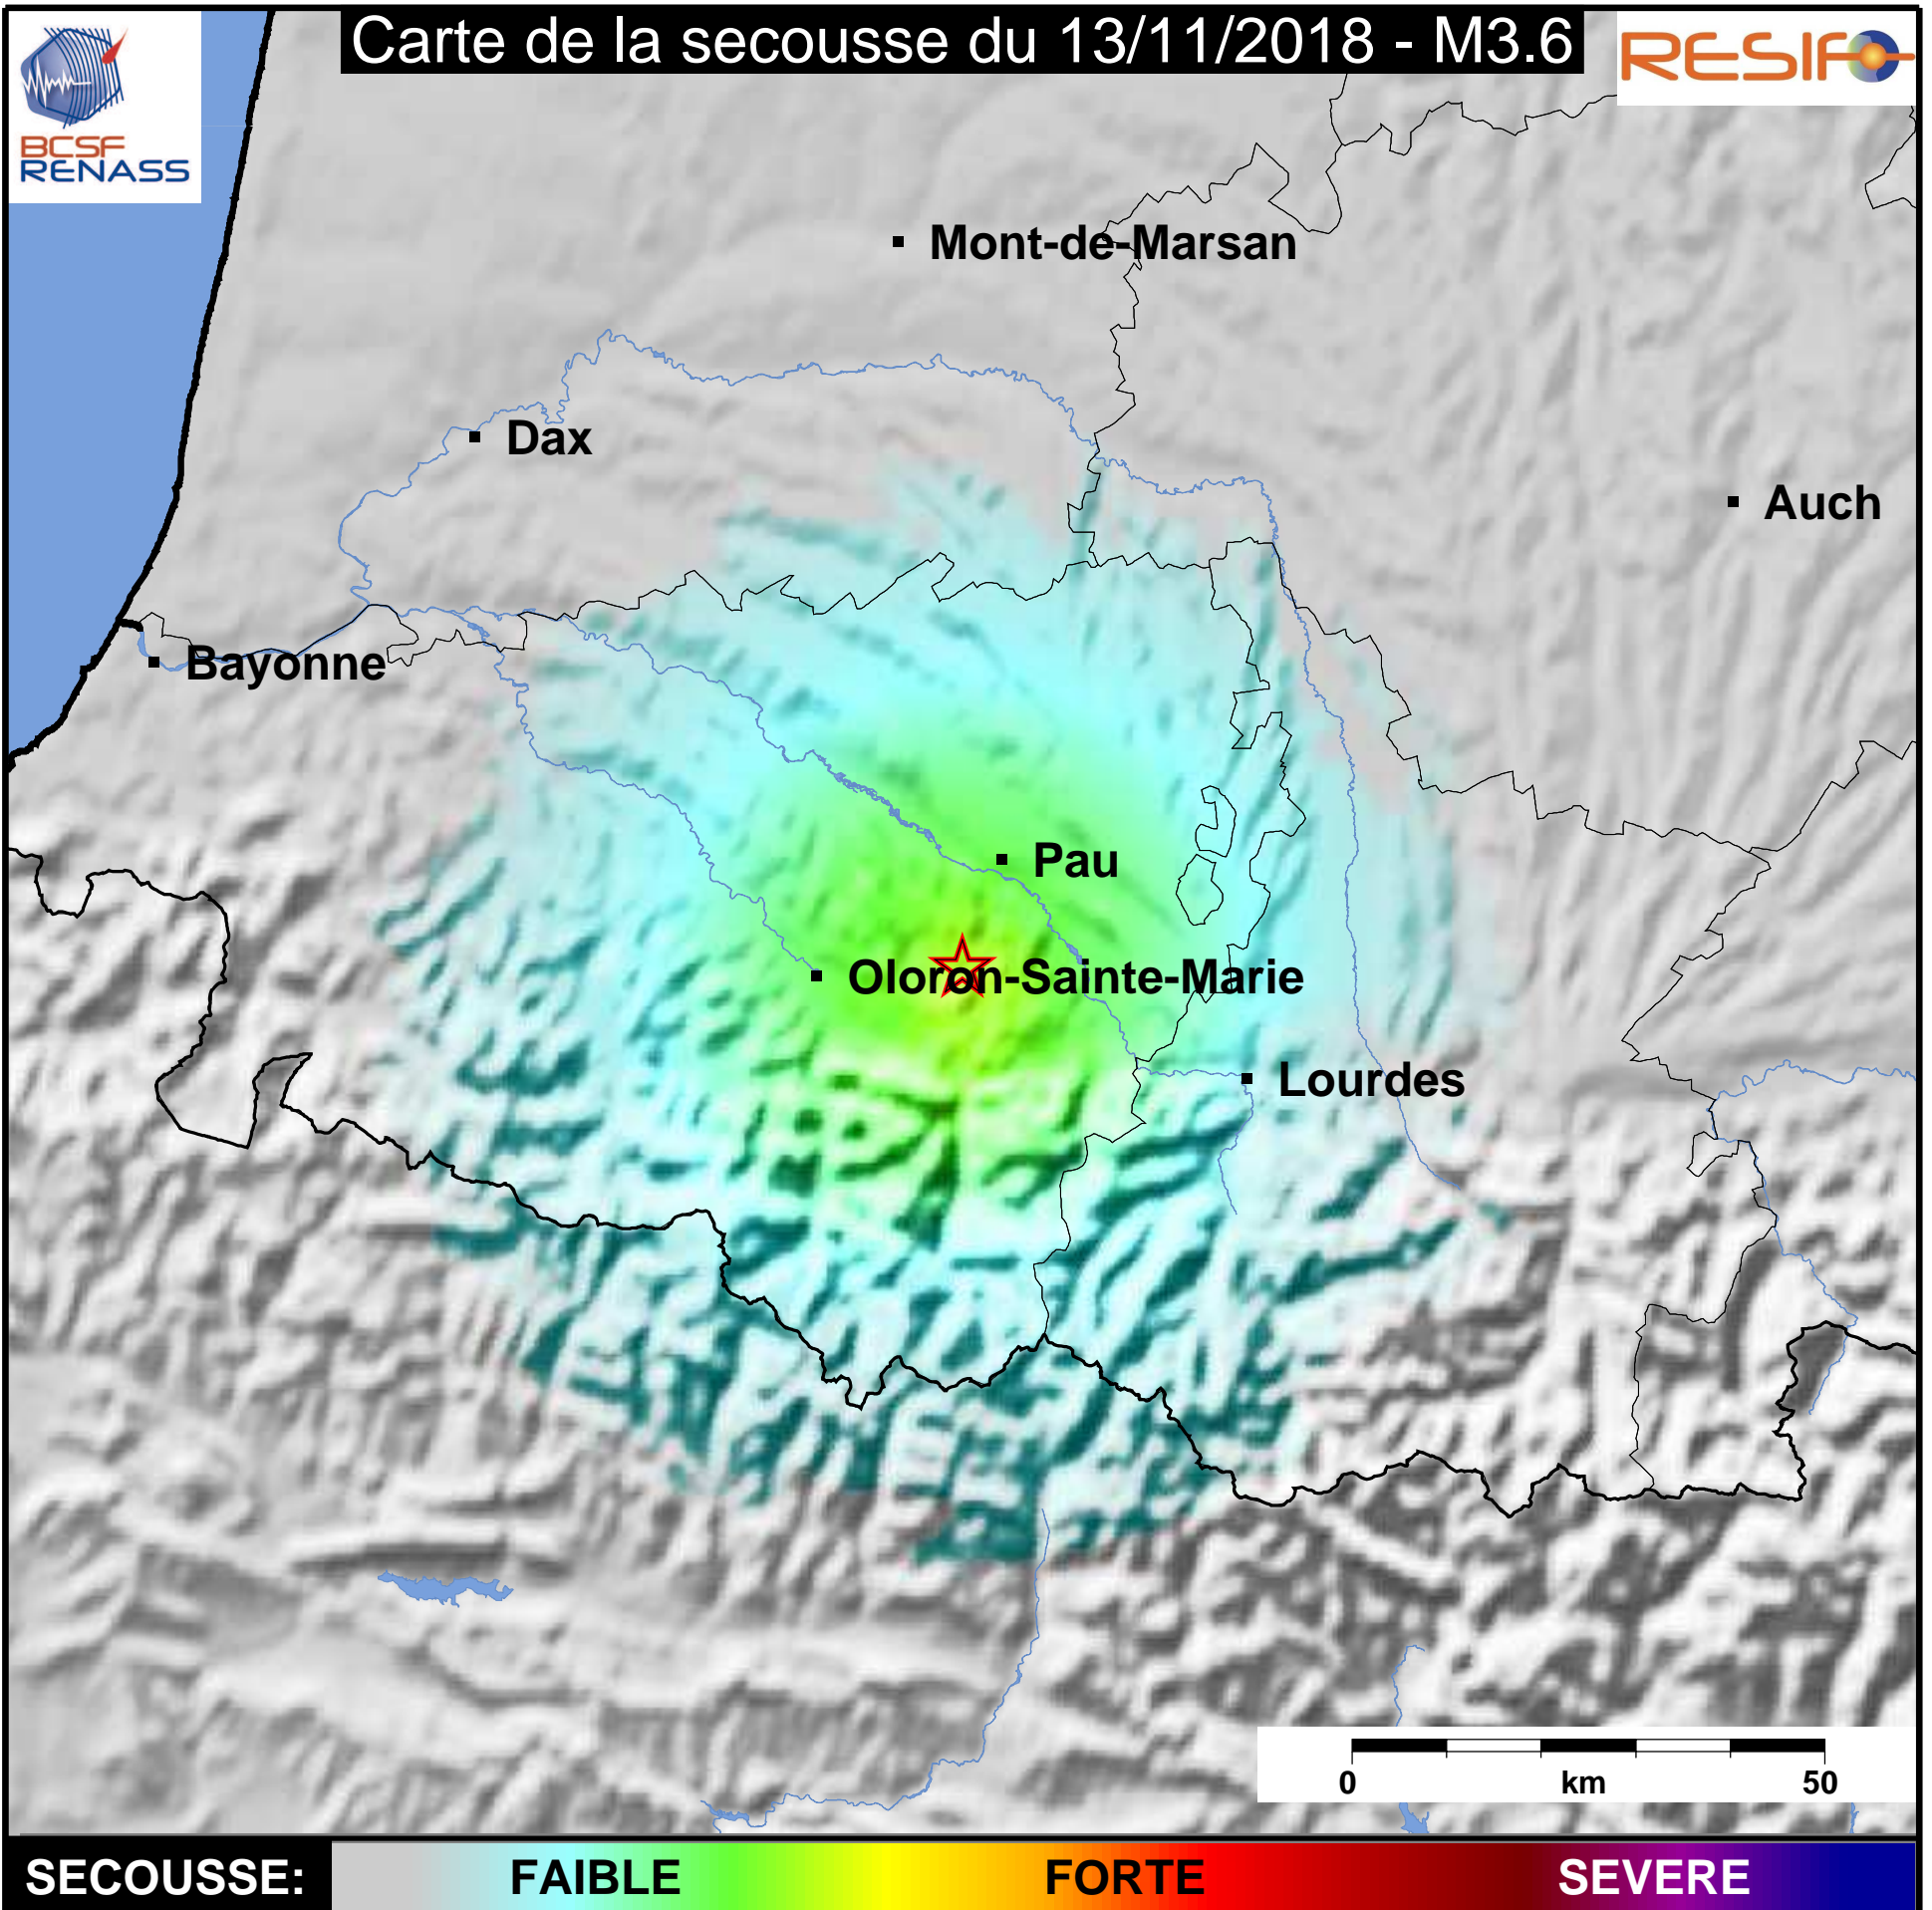 Carte de la secousse du 13/11/2018 - M3.6
BCSF
RENASS
RESIF
Mont-de-Marsan
Dax
Auch
Bayonne
Pau
Oloron-Sainte-Marie
Lourdes
0 km 50
SECOUSSE: FAIBLE FORTE SEVERE